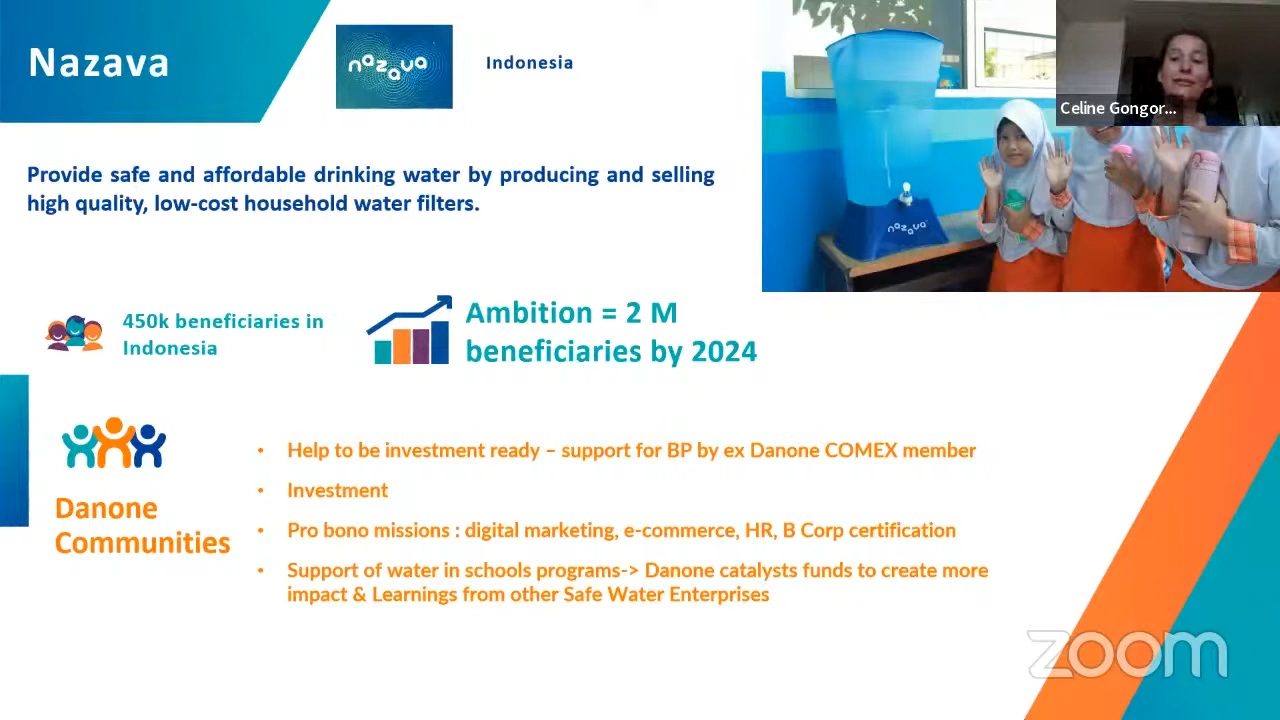 Nazava
nazava
Indonesia
Celine Gongor...
Provide safe and affordable drinking water by producing and selling
high quality, low-cost household water filters.
nazava
450k beneficiaries in
Indonesia
Ambition = 2 M
beneficiaries by 2024
Danone
Communities
• Help to be investment ready – support for BP by ex Danone COMEX member
• Investment
• Pro bono missions : digital marketing, e-commerce, HR, B Corp certification
• Support of water in schools programs-> Danone catalysts funds to create more
impact & Learnings from other Safe Water Enterprises
zoom